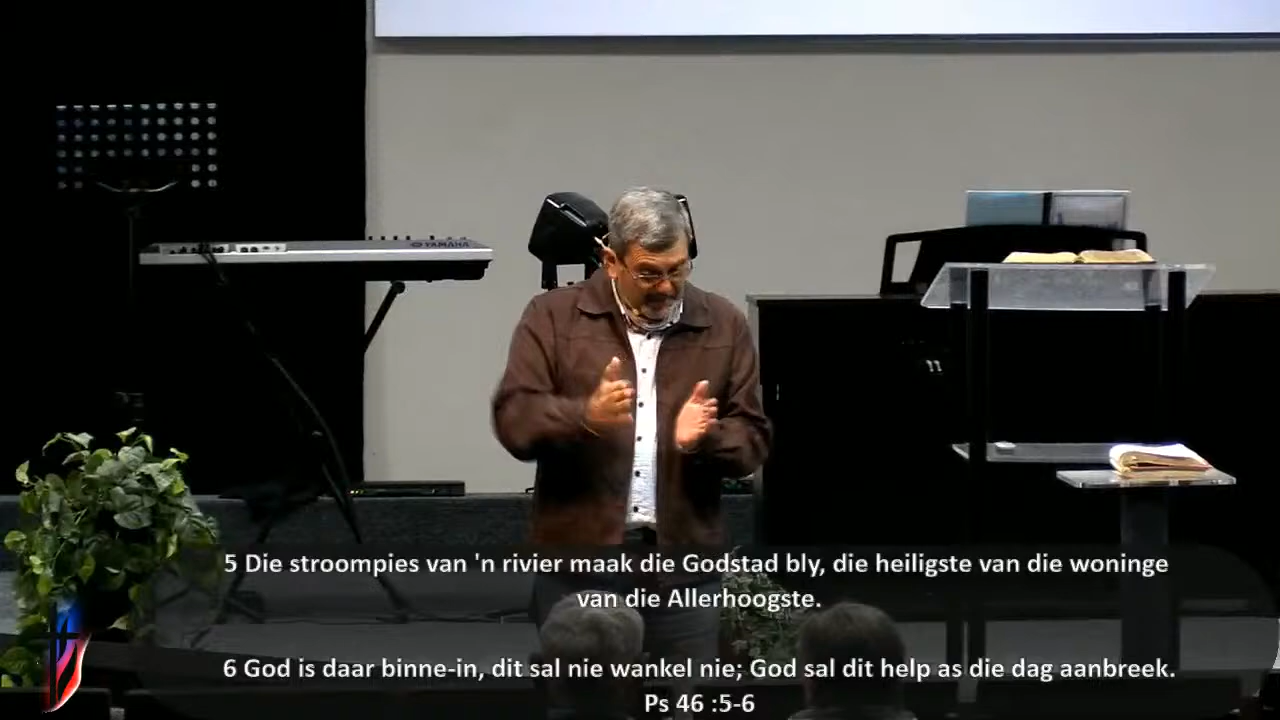 YAMAHA
5 Die stroompies van 'n rivier maak die Godstad bly, die heiligste van die woninge
van die Allerhoogste.
6 God is daar binne-in, dit sal nie wankel nie; God sal dit help as die dag aanbreek.
Ps 46 :5-6